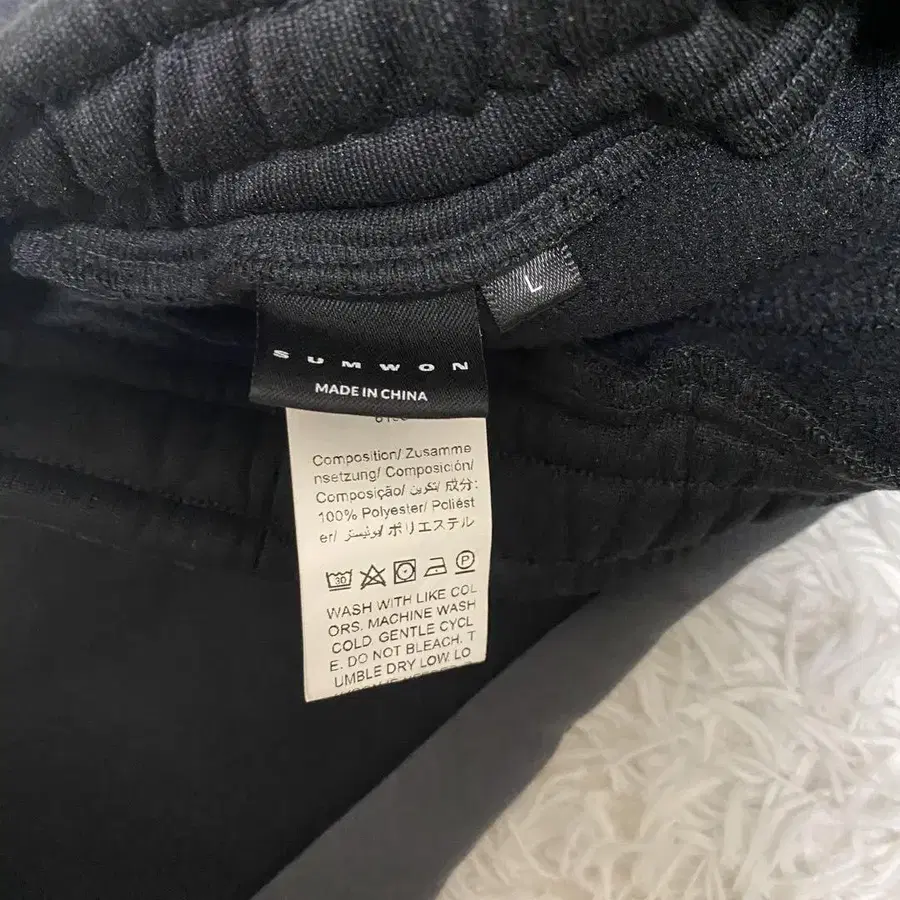 L
SUMWON
MADE IN CHINA
Composition/ Zusamme
nsetzung/ Composición/
Composição/ تكوين/ 成分:
100% Polyester/ Poliést
er/ بوليستر/ ポリエステル
30
P
WASH WITH LIKE COL
ORS. MACHINE WASH
COLD. GENTLE CYCL
E. DO NOT BLEACH. T
UMBLE DRY LOW. LO